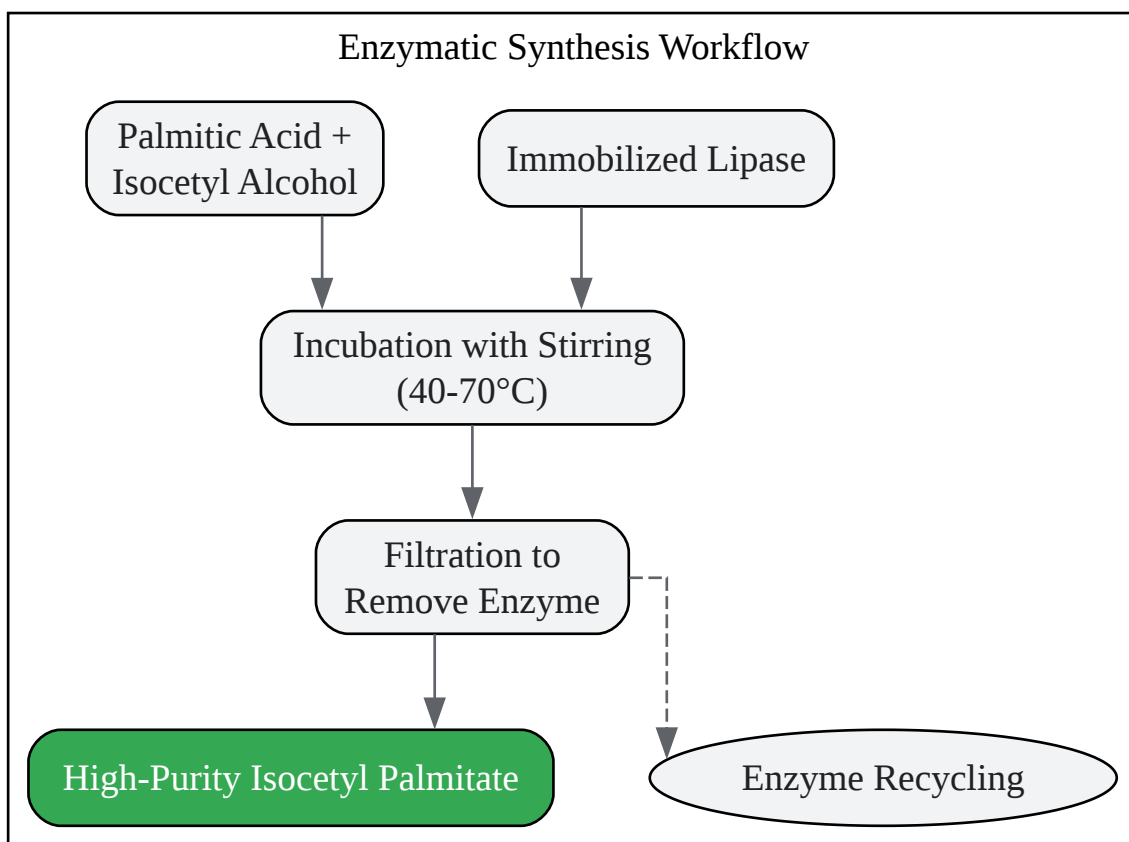 Enzymatic Synthesis Workflow
Palmitic Acid +
Isocetyl Alcohol
Immobilized Lipase
Incubation with Stirring
(40-70°C)
Filtration to
Remove Enzyme
High-Purity Isocetyl Palmitate
Enzyme Recycling